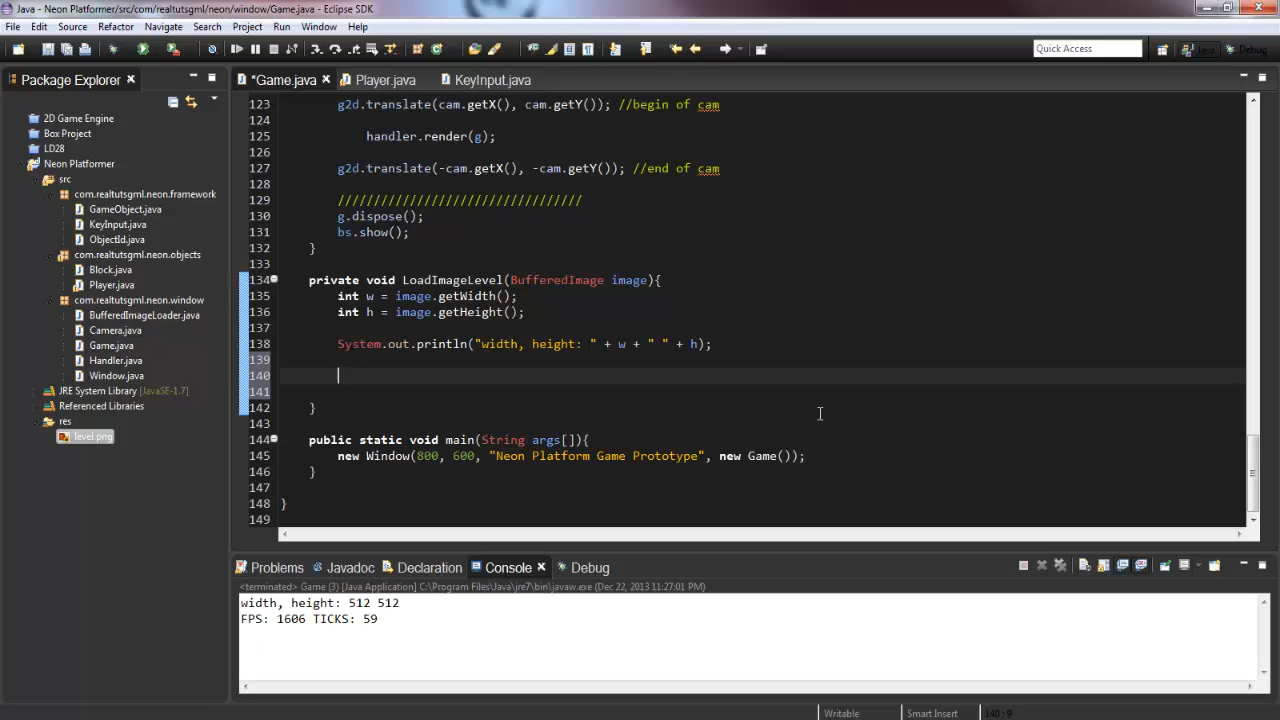 Java - Neon Platformer/src/com/realtutsgml/neon/window/Game.java - Eclipse SDK
File Edit Source Refactor Navigate Search Project Run Window Help
Quick Access
Java
Debug
Package Explorer
*Game.java
Player.java
KeyInput.java
2D Game Engine
Box Project
LD28
Neon Platformer
src
com.realtutsgml.neon.framework
GameObject.java
KeyInput.java
ObjectId.java
com.realtutsgml.neon.objects
Block.java
Player.java
com.realtutsgml.neon.window
BufferedImageLoader.java
Camera.java
Game.java
Handler.java
Window.java
JRE System Library [JavaSE-1.7]
Referenced Libraries
res
level.png
123 g2d.translate(cam.getX(), cam.getY()); //begin of cam
124
125 handler.render(g);
126
127 g2d.translate(-cam.getX(), -cam.getY()); //end of cam
128
129 //////////////////////////////////
130 g.dispose();
131 bs.show();
132 }
133
134 private void LoadImageLevel(BufferedImage image){
135 int w = image.getWidth();
136 int h = image.getHeight();
137
138 System.out.println("width, height: " + w + " " + h);
139
140
141
142 }
143
144 public static void main(String args[]){
145 new Window(800, 600, "Neon Platform Game Prototype", new Game());
146 }
147
148 }
149
Problems Javadoc Declaration Console Debug
<terminated> Game (3) [Java Application] C:\Program Files\Java\jre7\bin\javaw.exe (Dec 22, 2013 11:27:01 PM)
width, height: 512 512
FPS: 1606 TICKS: 59
Writable
Smart Insert
140 : 9